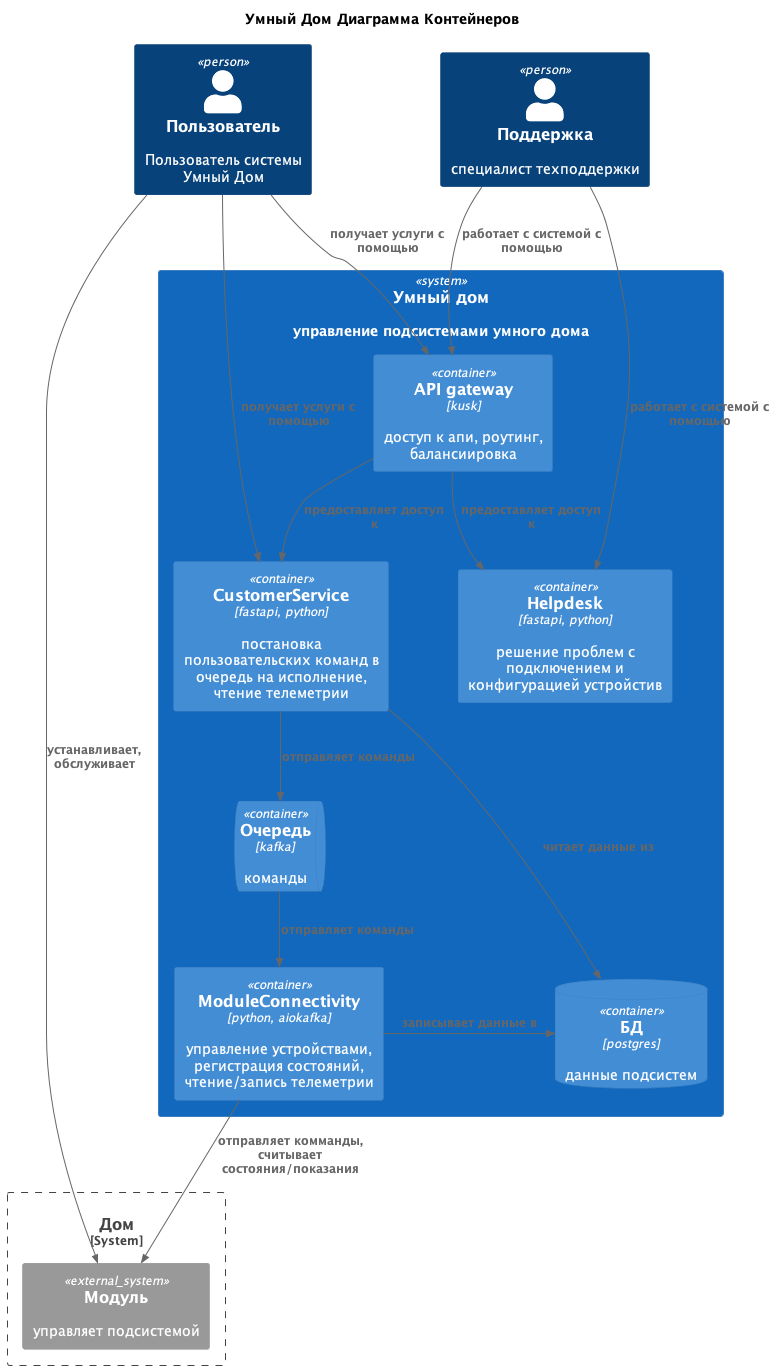 Умный Дом Диаграмма Контейнеров
«person»
Пользователь
Пользователь системы
Умный Дом
«person»
Поддержка
специалист техподдержки
получает услуги с
помощью
работает с системой с
помощью
«system»
Умный дом
управление подсистемами умного дома
«container»
API gateway
[kusk]
доступ к апи, роутинг,
балансиировка
получает услуги с
помощью
работает с системой с
помощью
предоставляет доступ
к
предоставляет доступ
к
«container»
CustomerService
[fastapi, python]
постановка
пользовательских команд в
очередь на исполнение,
чтение телеметрии
«container»
Helpdesk
[fastapi, python]
решение проблем с
подключением и
конфигурацией устройстив
устанавливает,
обслуживает
отправляет команды
«container»
Очередь
[kafka]
команды
читает данные из
отправляет команды
«container»
ModuleConnectivity
[python, aiokafka]
управление устройствами,
регистрация состояний,
чтение/запись телеметрии
записывает данные в
«container»
БД
[postgres]
данные подсистем
отправляет комманды,
считывает
состояния/показания
Дом
[System]
«external_system»
Модуль
управляет подсистемой